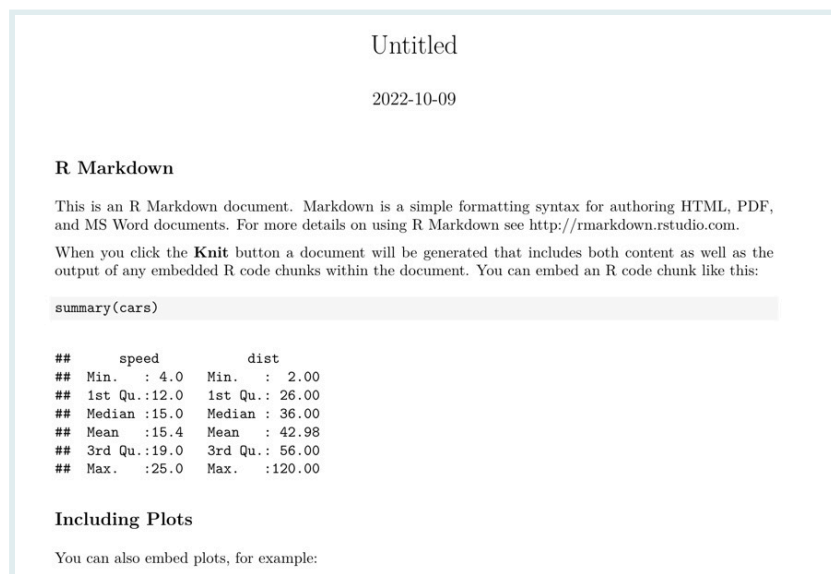 Untitled
2022-10-09
R Markdown
This is an R Markdown document. Markdown is a simple formatting syntax for authoring HTML, PDF,
and MS Word documents. For more details on using R Markdown see http://rmarkdown.rstudio.com.
When you click the Knit button a document will be generated that includes both content as well as the
output of any embedded R code chunks within the document. You can embed an R code chunk like this:
summary(cars)
##      speed           dist
##  Min.   : 4.0   Min.   :  2.00
##  1st Qu.:12.0   1st Qu.: 26.00
##  Median :15.0   Median : 36.00
##  Mean   :15.4   Mean   : 42.98
##  3rd Qu.:19.0   3rd Qu.: 56.00
##  Max.   :25.0   Max.   :120.00
Including Plots
You can also embed plots, for example: